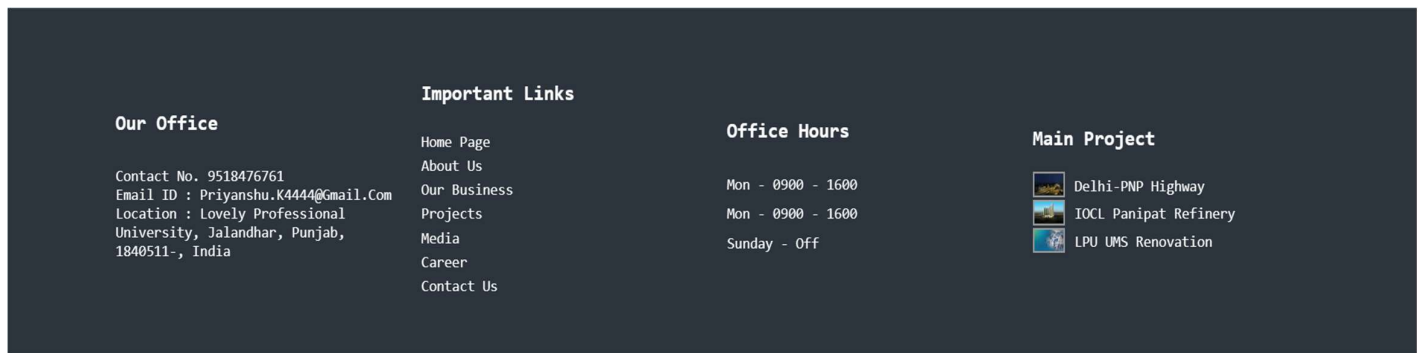 Our Office
Contact No. 9518476761
Email ID : Priyanshu.K4444@Gmail.Com
Location : Lovely Professional
University, Jalandhar, Punjab,
1840511-, India
Important Links
Home Page
About Us
Our Business
Projects
Media
Career
Contact Us
Office Hours
Mon - 0900 - 1600
Mon - 0900 - 1600
Sunday - Off
Main Project
Delhi-PNP Highway
IOCL Panipat Refinery
LPU UMS Renovation